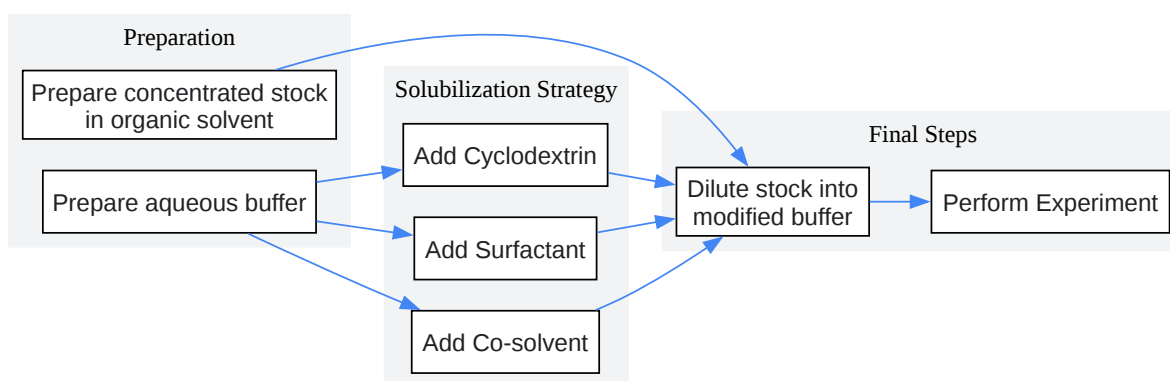 Preparation
Prepare concentrated stock
in organic solvent
Prepare aqueous buffer
Solubilization Strategy
Add Cyclodextrin
Add Surfactant
Add Co-solvent
Final Steps
Dilute stock into
modified buffer
Perform Experiment